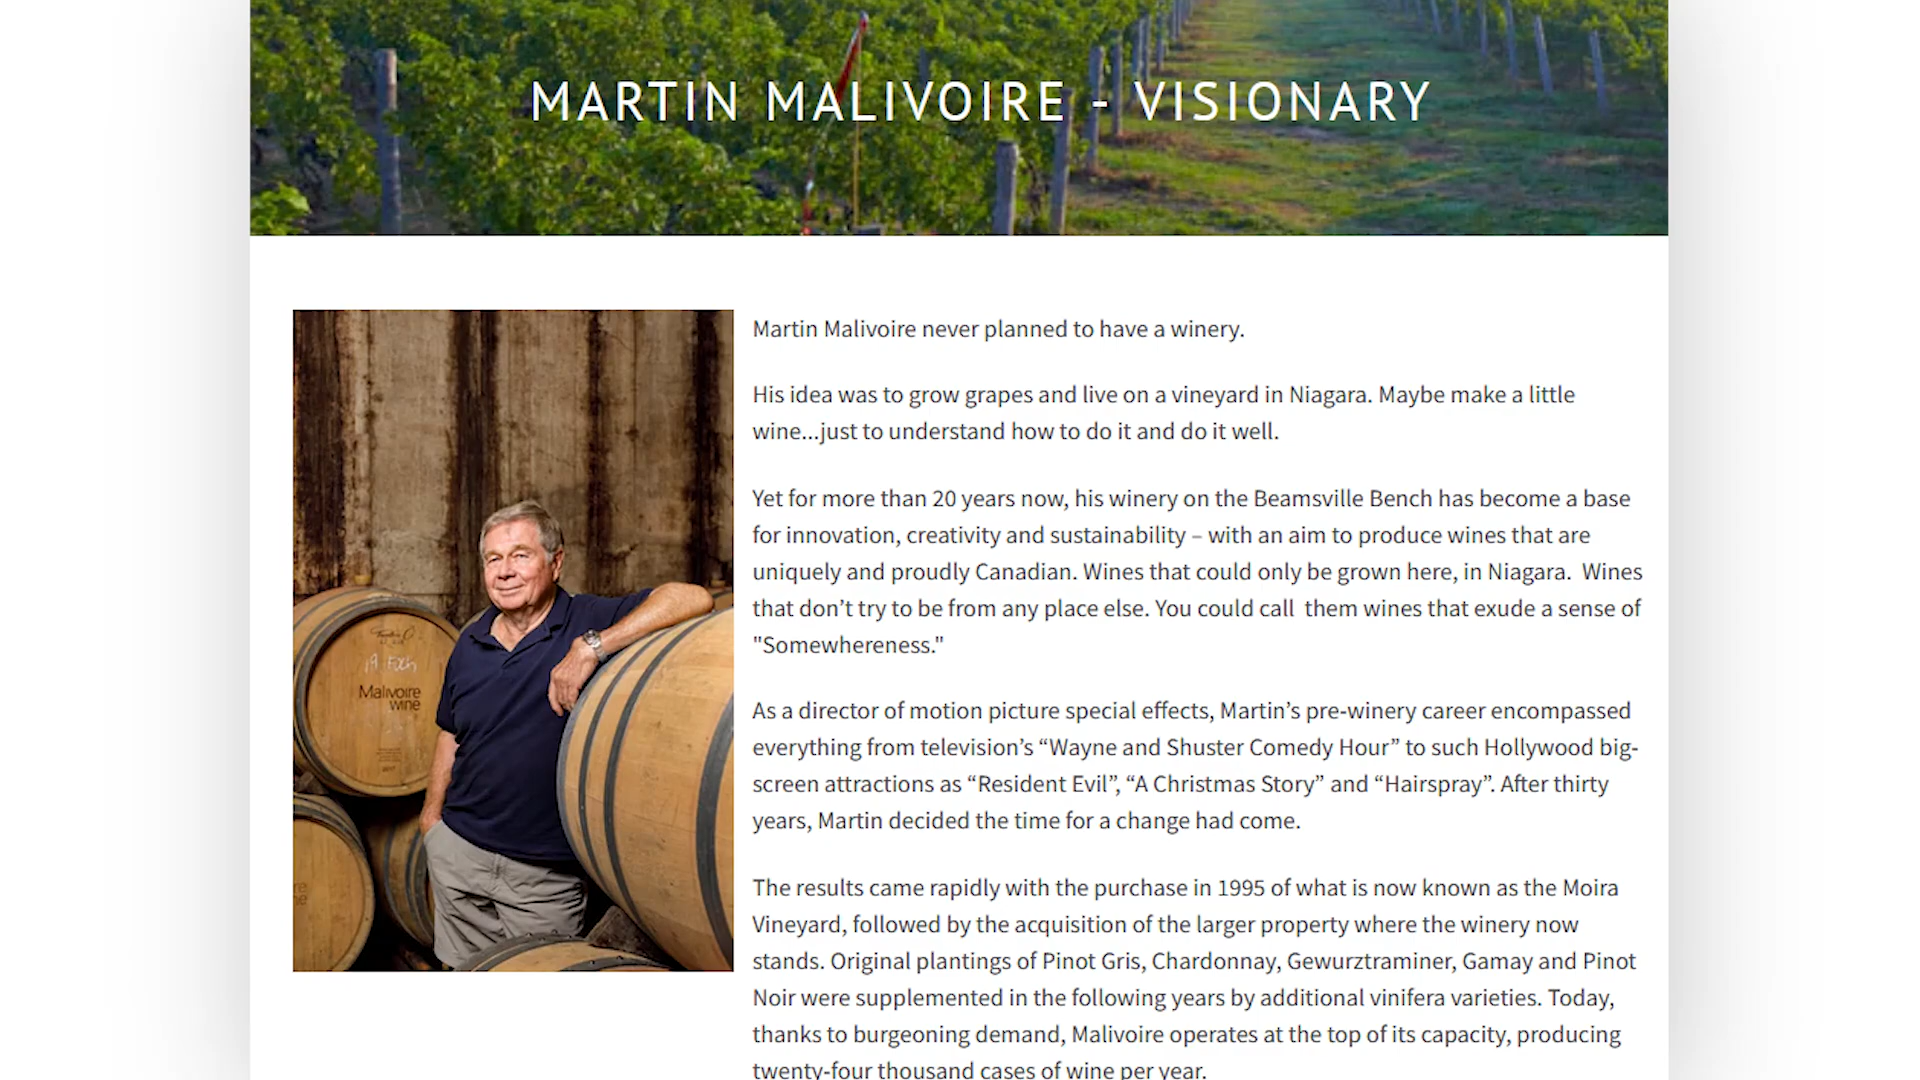 MARTIN MALIVOIRE - VISIONARY
Martin Malivoire never planned to have a winery.
His idea was to grow grapes and live on a vineyard in Niagara. Maybe make a little
wine...just to understand how to do it and do it well.
Yet for more than 20 years now, his winery on the Beamsville Bench has become a base
for innovation, creativity and sustainability – with an aim to produce wines that are
uniquely and proudly Canadian. Wines that could only be grown here, in Niagara.  Wines
that don’t try to be from any place else. You could call  them wines that exude a sense of
"Somewhereness."
As a director of motion picture special effects, Martin’s pre-winery career encompassed
everything from television’s “Wayne and Shuster Comedy Hour” to such Hollywood big-
screen attractions as “Resident Evil”, “A Christmas Story” and “Hairspray”. After thirty
years, Martin decided the time for a change had come.
The results came rapidly with the purchase in 1995 of what is now known as the Moira
Vineyard, followed by the acquisition of the larger property where the winery now
stands. Original plantings of Pinot Gris, Chardonnay, Gewurztraminer, Gamay and Pinot
Noir were supplemented in the following years by additional vinifera varieties. Today,
thanks to burgeoning demand, Malivoire operates at the top of its capacity, producing
twenty-four thousand cases of wine per year.
19 Foch
Malivoire
wine